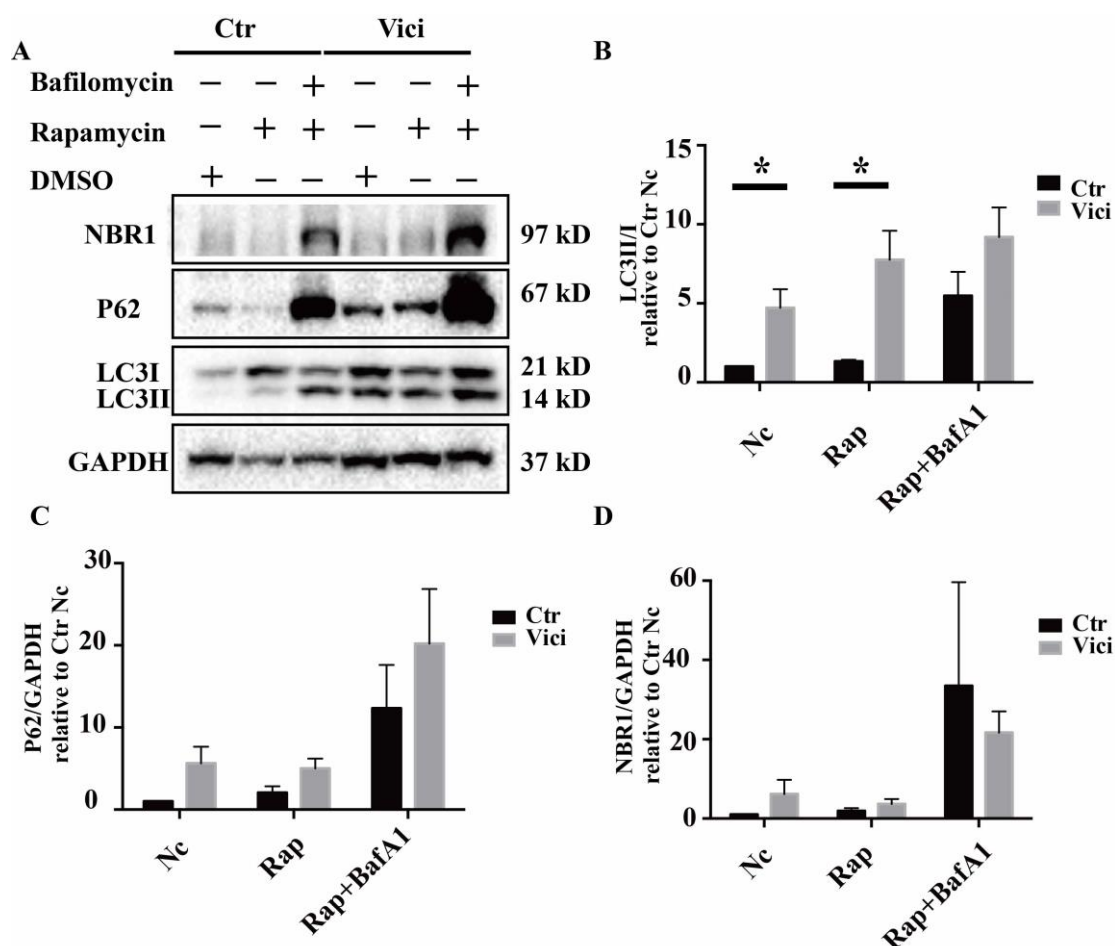 A
Ctr Vici
Bafilomycin − − + − − +
Rapamycin − + + − + +
DMSO + − − + − −
NBR1 97 kD
P62 67 kD
LC3I 21 kD
LC3II 14 kD
GAPDH 37 kD
B
LC3II/I
relative to Ctr Nc
15
10
5
0
*
*
Ctr
Vici
Nc
Rap
Rap+BafA1
C
P62/GAPDH
relative to Ctr Nc
30
20
10
0
Ctr
Vici
Nc
Rap
Rap+BafA1
D
NBR1/GAPDH
relative to Ctr Nc
60
40
20
0
Ctr
Vici
Nc
Rap
Rap+BafA1